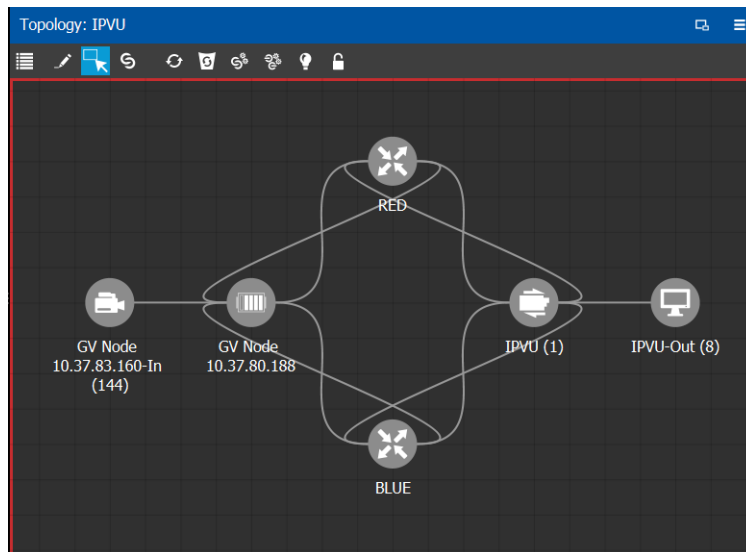 Topology: IPVU
RED
GV Node
10.37.83.160-In
(144)
GV Node
10.37.80.188
IPVU (1)
IPVU-Out (8)
BLUE